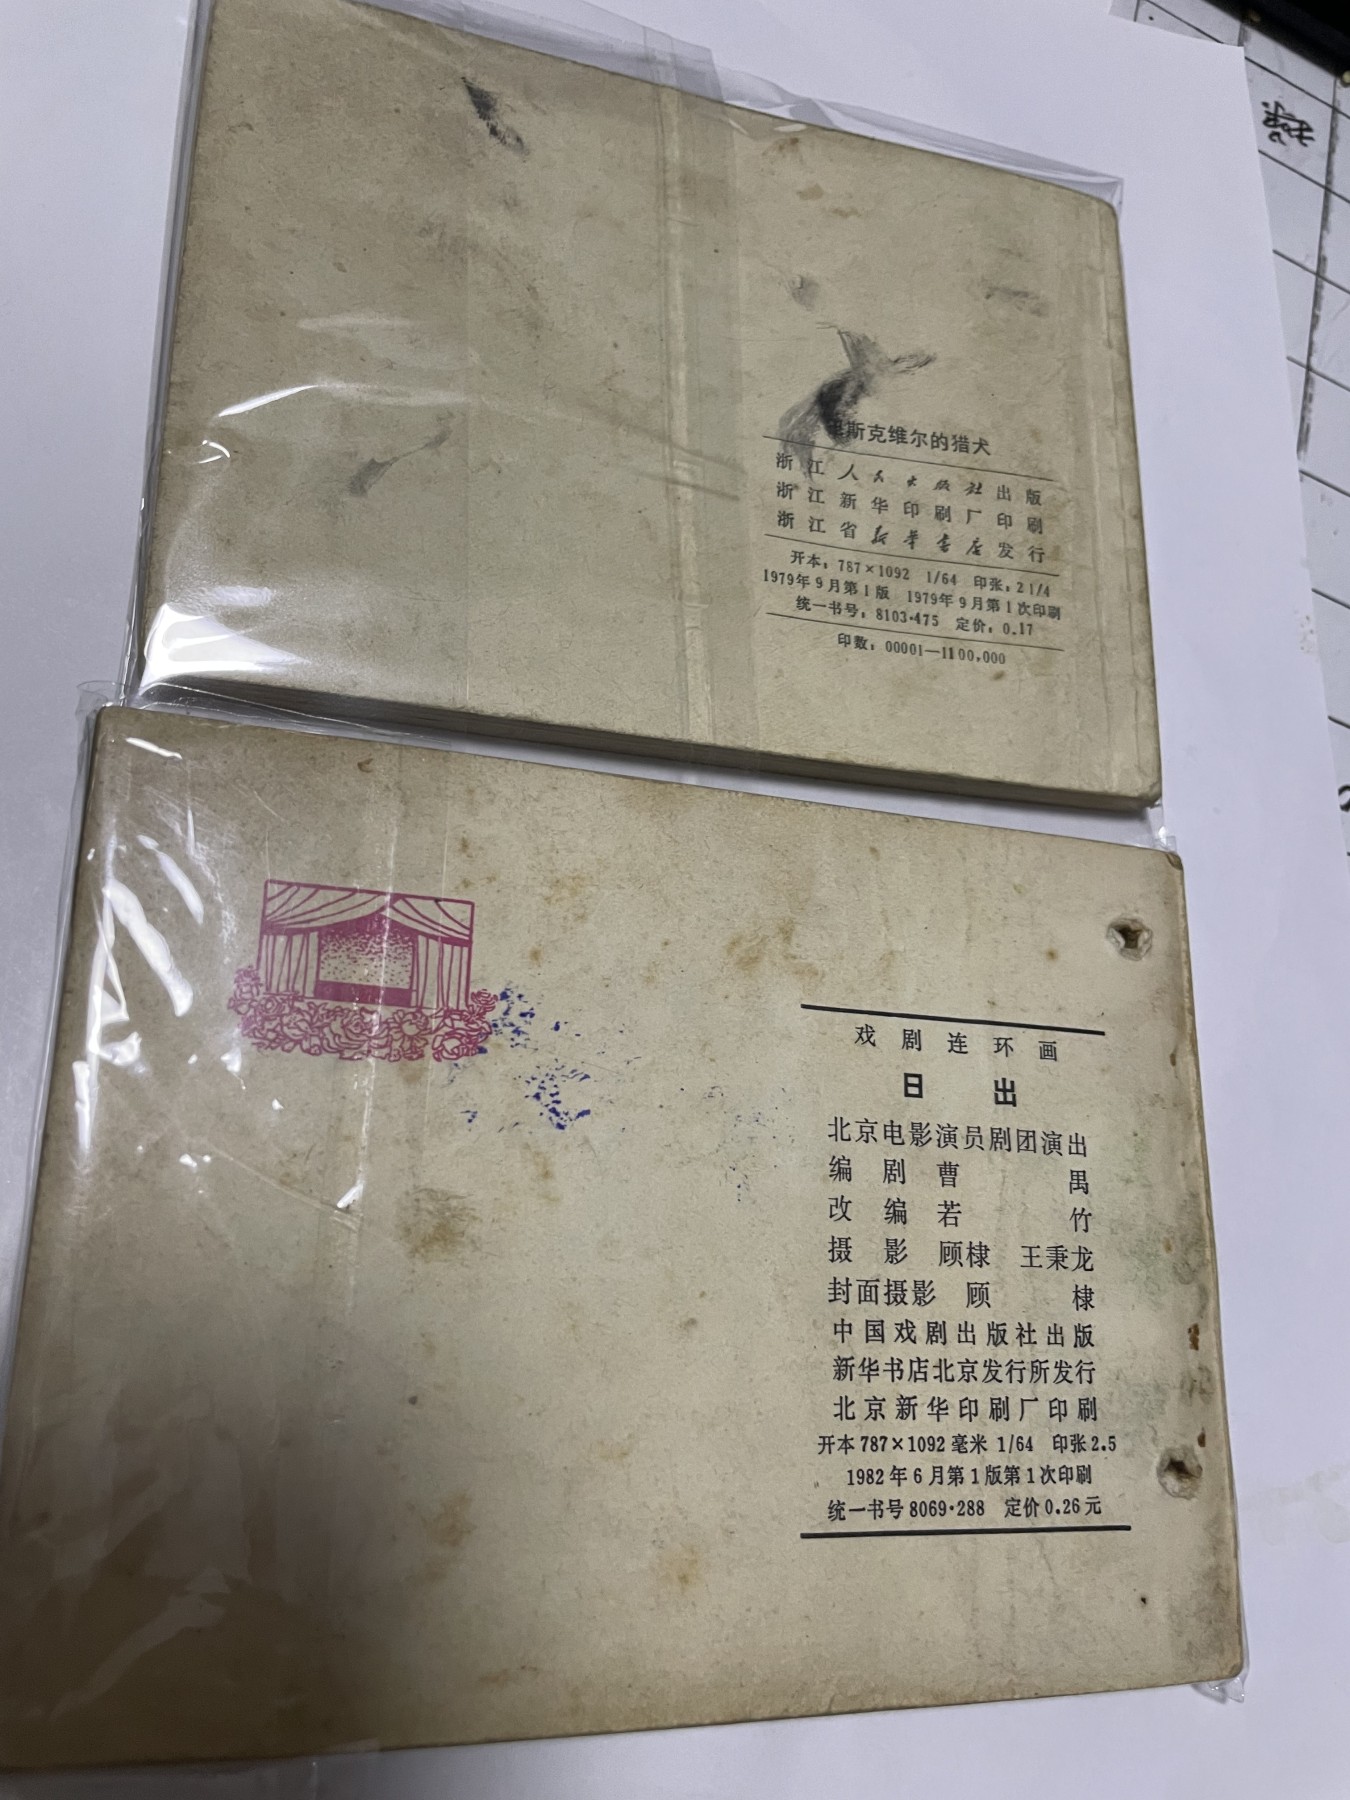 斯克维尔的猎犬
浙江人民出版社出版
浙江新华印刷厂印刷
浙江省新华书店发行
开本：787×1092 1/64 印张：2 1/4
1979年9月第1版 1979年9月第1次印刷
统一书号：8103·475 定价：0.17
印数：00001—1100,000
戏剧连环画
日出
北京电影演员剧团演出
编剧 曹禺
改编 若竹
摄影 顾棣 王秉龙
封面摄影 顾棣
中国戏剧出版社出版
新华书店北京发行所发行
北京新华印刷厂印刷
开本787×1092毫米 1/64 印张2.5
1982年6月第1版第1次印刷
统一书号8069·288 定价0.26元